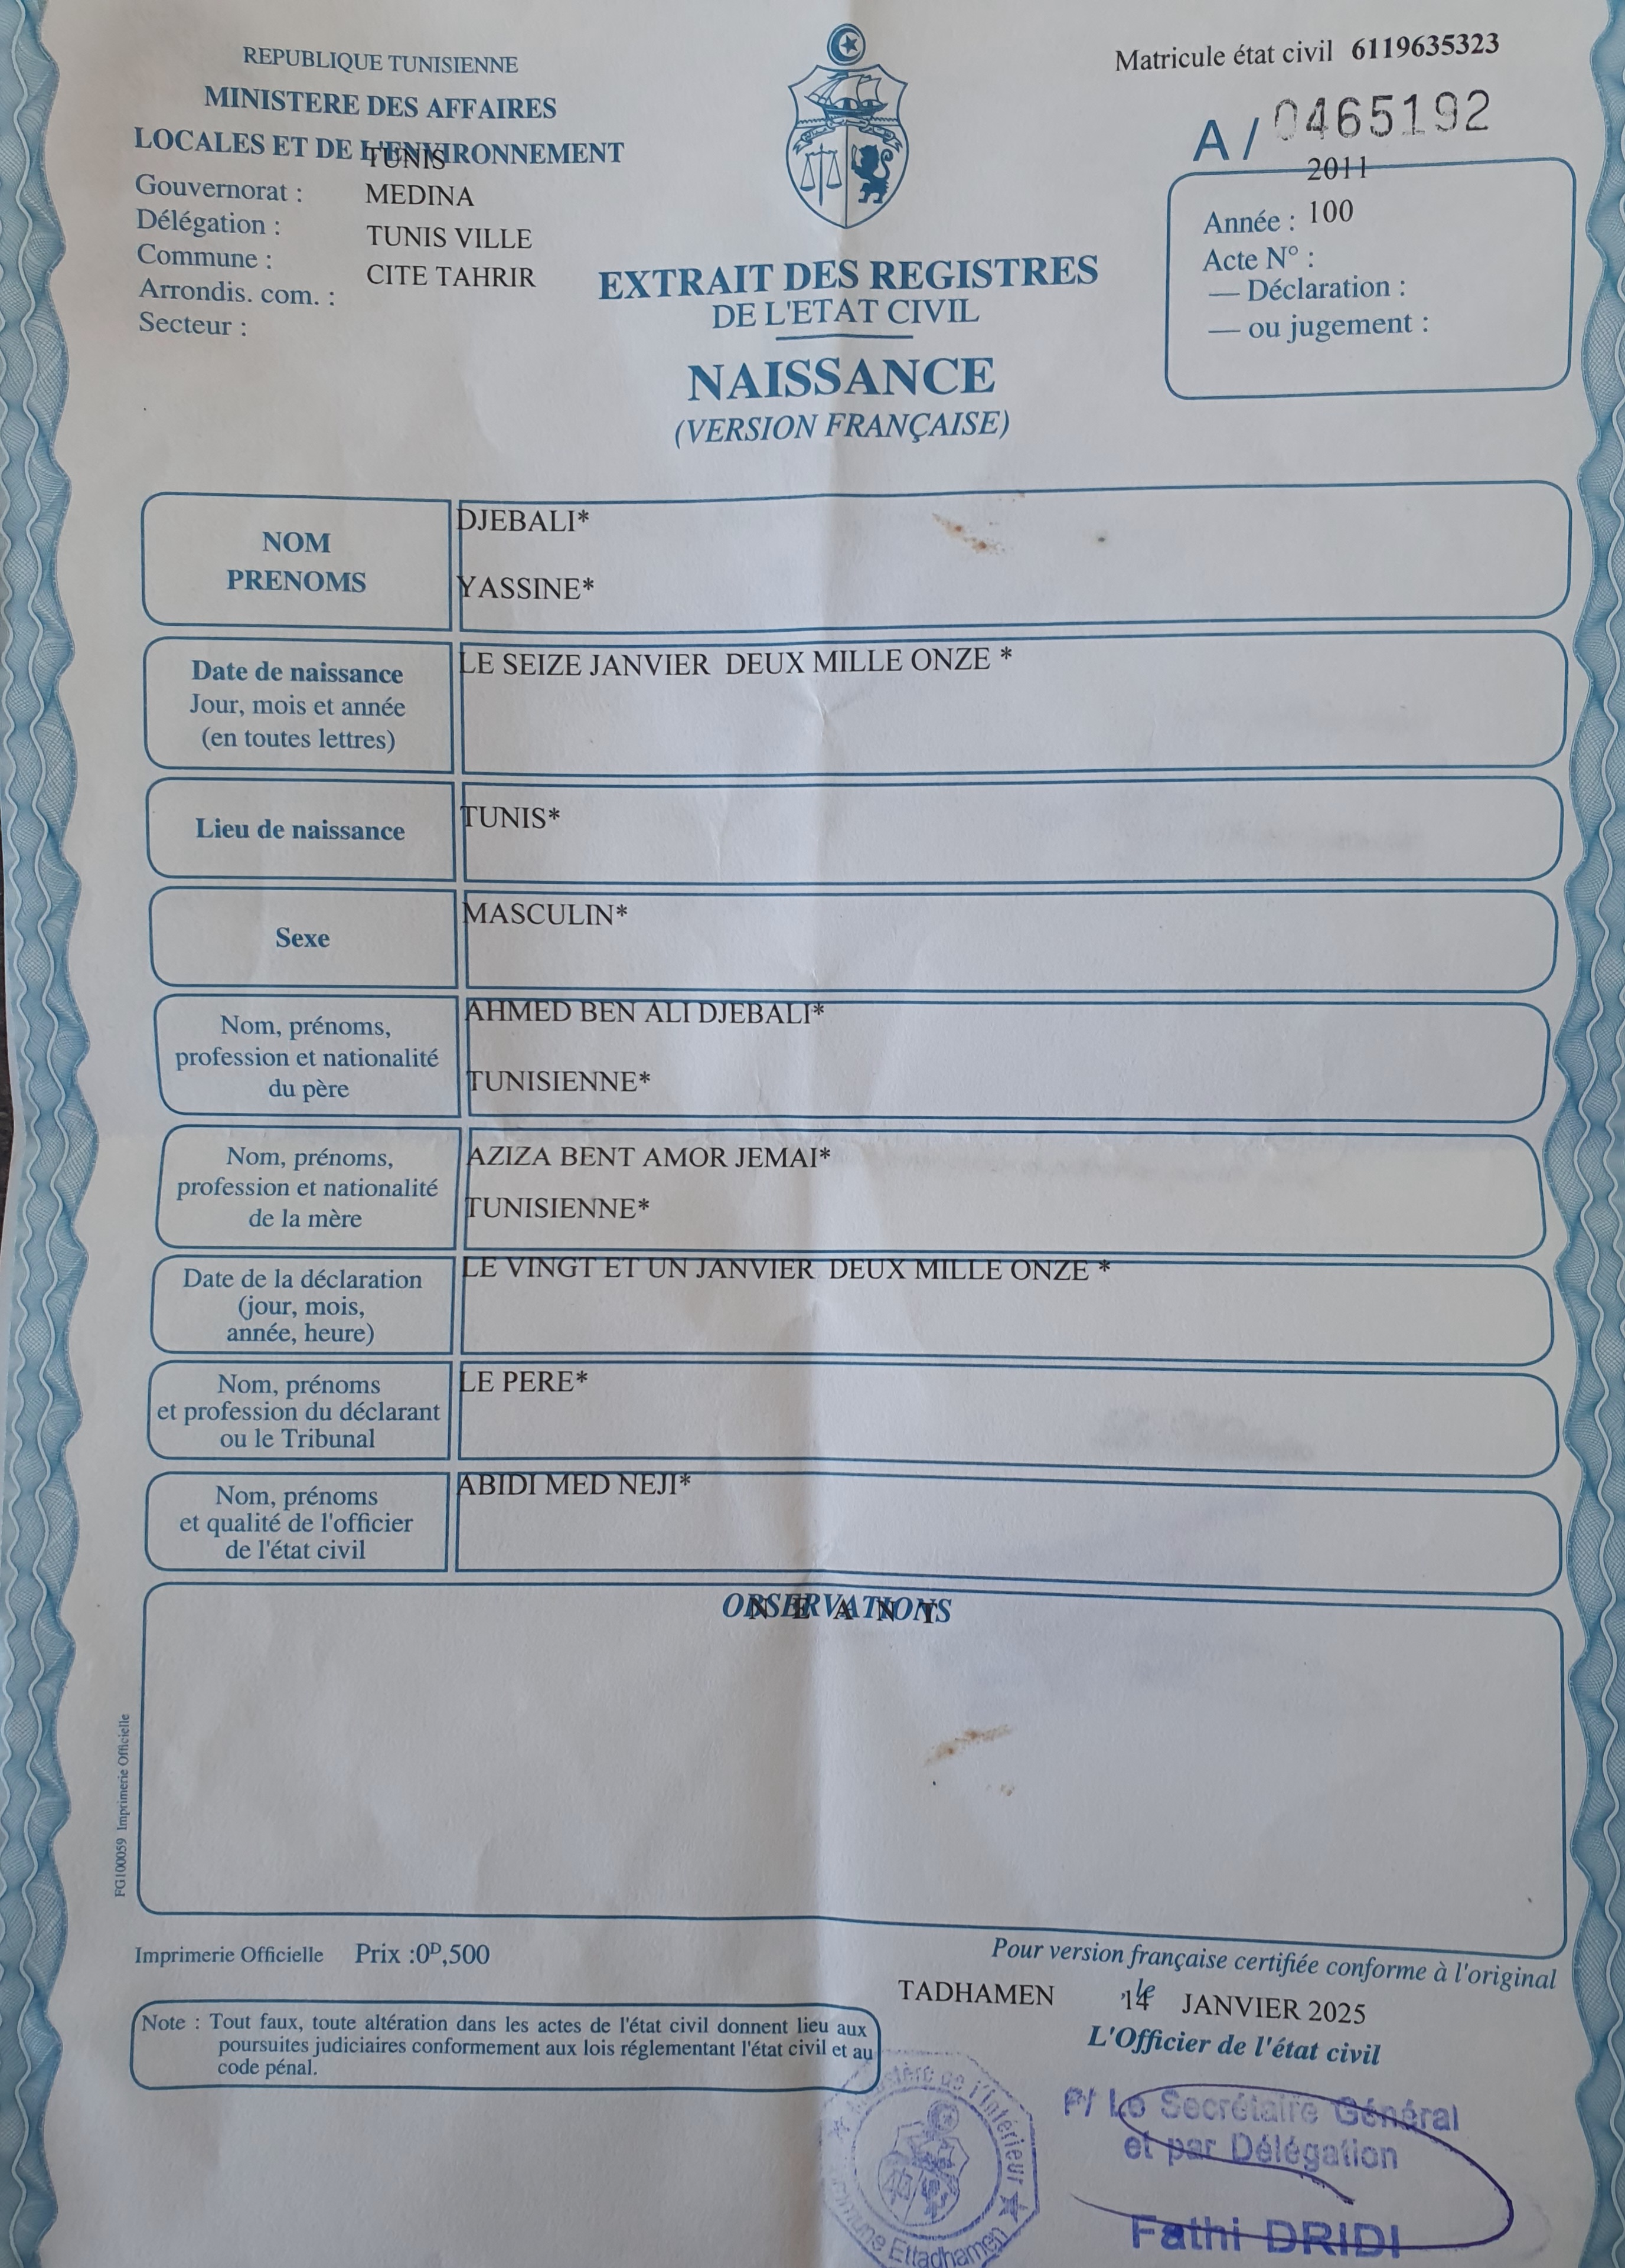 REPUBLIQUE TUNISIENNE
MINISTERE DES AFFAIRES
LOCALES ET DE L'ENVIRONNEMENT
Gouvernorat : TUNIS
Délégation : MEDINA
Commune : TUNIS VILLE
Arrondis. com. : CITE TAHRIR
Secteur :
Matricule état civil 6119635323
A / 0465192
2011
Année : 100
Acte N° :
— Déclaration :
— ou jugement :
EXTRAIT DES REGISTRES
DE L'ETAT CIVIL
NAISSANCE
(VERSION FRANÇAISE)
NOM
PRENOMS
DJEBALI*
YASSINE*
Date de naissance
Jour, mois et année
(en toutes lettres)
LE SEIZE JANVIER DEUX MILLE ONZE *
Lieu de naissance
TUNIS*
Sexe
MASCULIN*
Nom, prénoms,
profession et nationalité
du père
AHMED BEN ALI DJEBALI*
TUNISIENNE*
Nom, prénoms,
profession et nationalité
de la mère
AZIZA BENT AMOR JEMAI*
TUNISIENNE*
Date de la déclaration
(jour, mois,
année, heure)
LE VINGT ET UN JANVIER DEUX MILLE ONZE *
Nom, prénoms
et profession du déclarant
ou le Tribunal
LE PERE*
Nom, prénoms
et qualité de l'officier
de l'état civil
ABIDI MED NEJI*
OBSERVATIONS
N E A N T
FG100059 Imprimerie Officielle
Imprimerie Officielle Prix :0ᴰ,500
Pour version française certifiée conforme à l'original
TADHAMEN le 14 JANVIER 2025
L'Officier de l'état civil
Note : Tout faux, toute altération dans les actes de l'état civil donnent lieu aux
poursuites judiciaires conformement aux lois réglementant l'état civil et au
code pénal.
P/ Le Secrétaire Général
et par Délégation
Fathi DRIDI
Ministère de l'Intérieur
Commune Ettadhamen